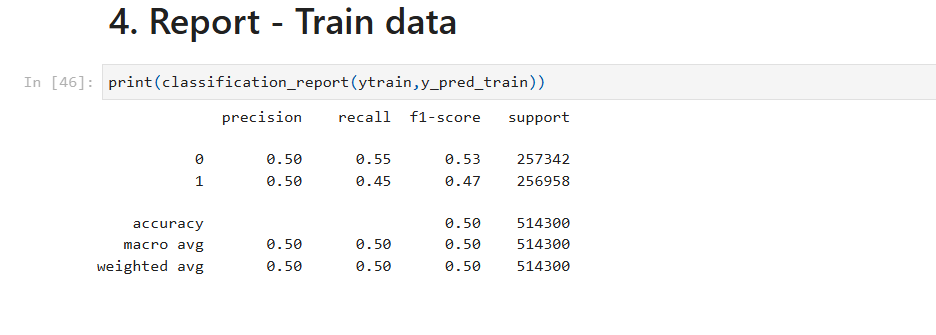 4. Report - Train data
In [46]: print(classification_report(ytrain,y_pred_train))
precision recall f1-score support
0 0.50 0.55 0.53 257342
1 0.50 0.45 0.47 256958
accuracy 0.50 514300
macro avg 0.50 0.50 0.50 514300
weighted avg 0.50 0.50 0.50 514300